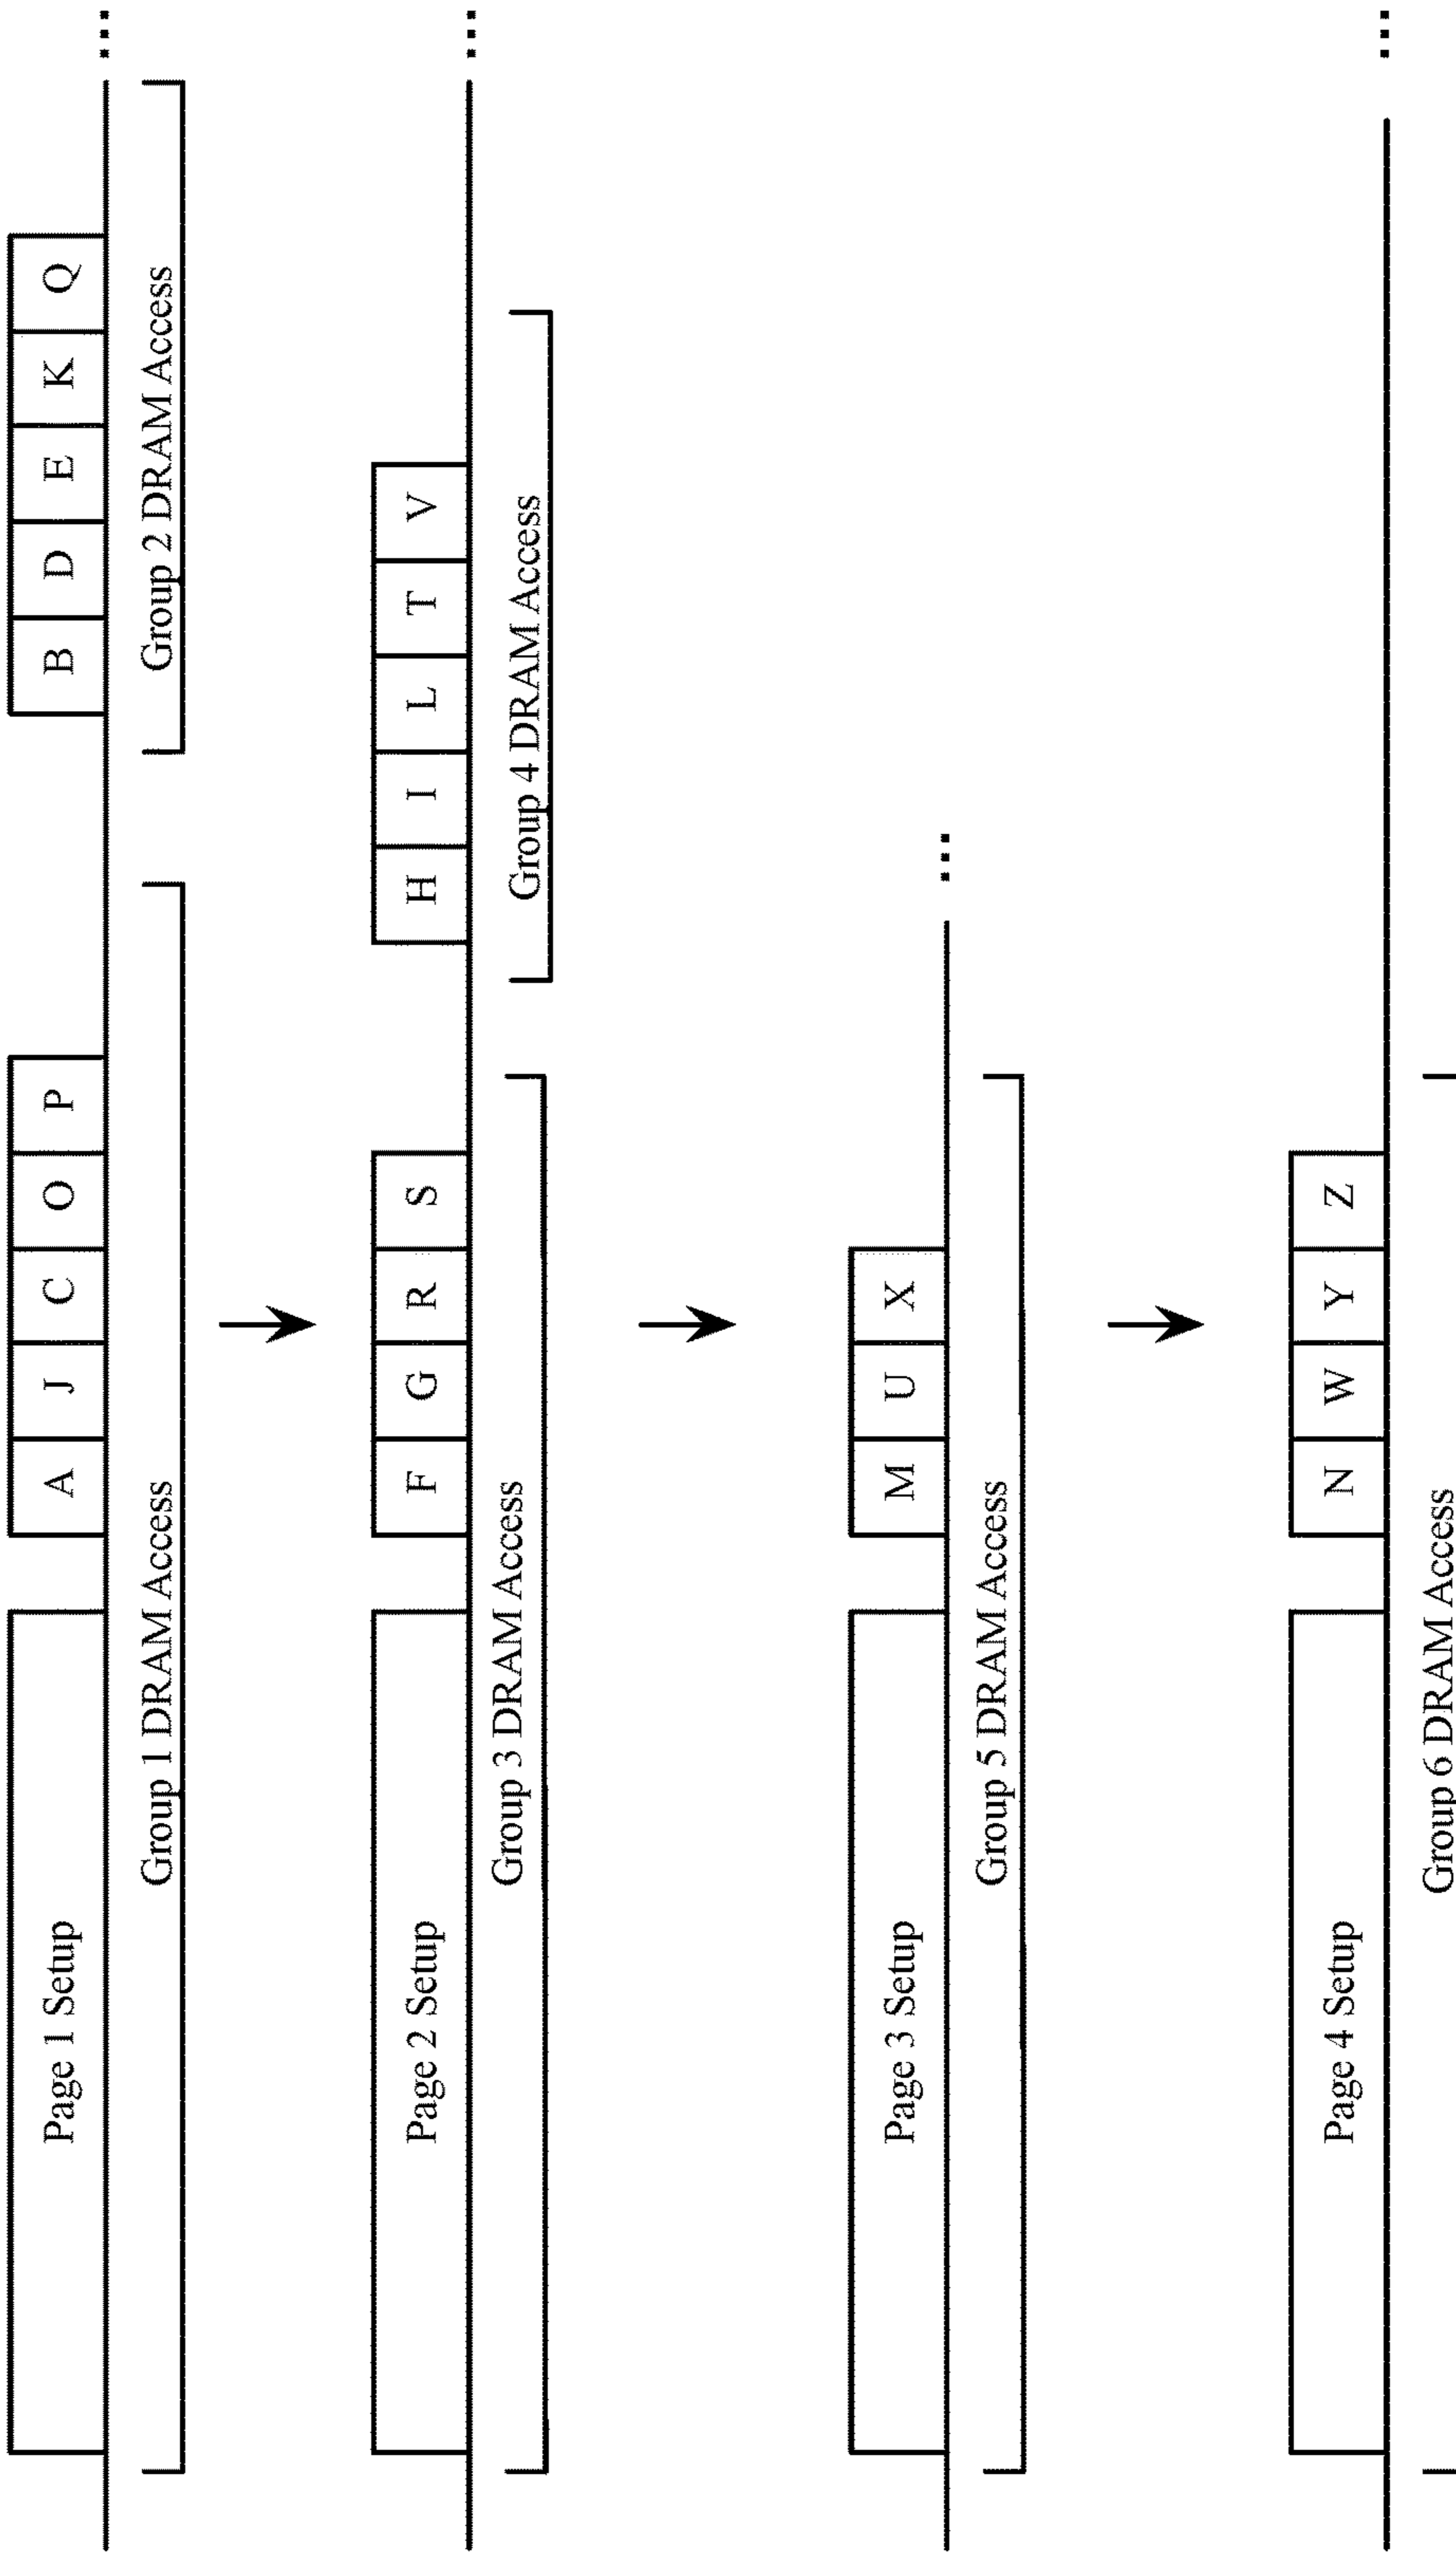 Page 1 Setup A J C O P B D E K Q ...
Group 1 DRAM Access Group 2 DRAM Access
Page 2 Setup F G R S H I L T V ...
Group 3 DRAM Access Group 4 DRAM Access
Page 3 Setup M U X ...
Group 5 DRAM Access
Page 4 Setup N W Y Z ...
Group 6 DRAM Access